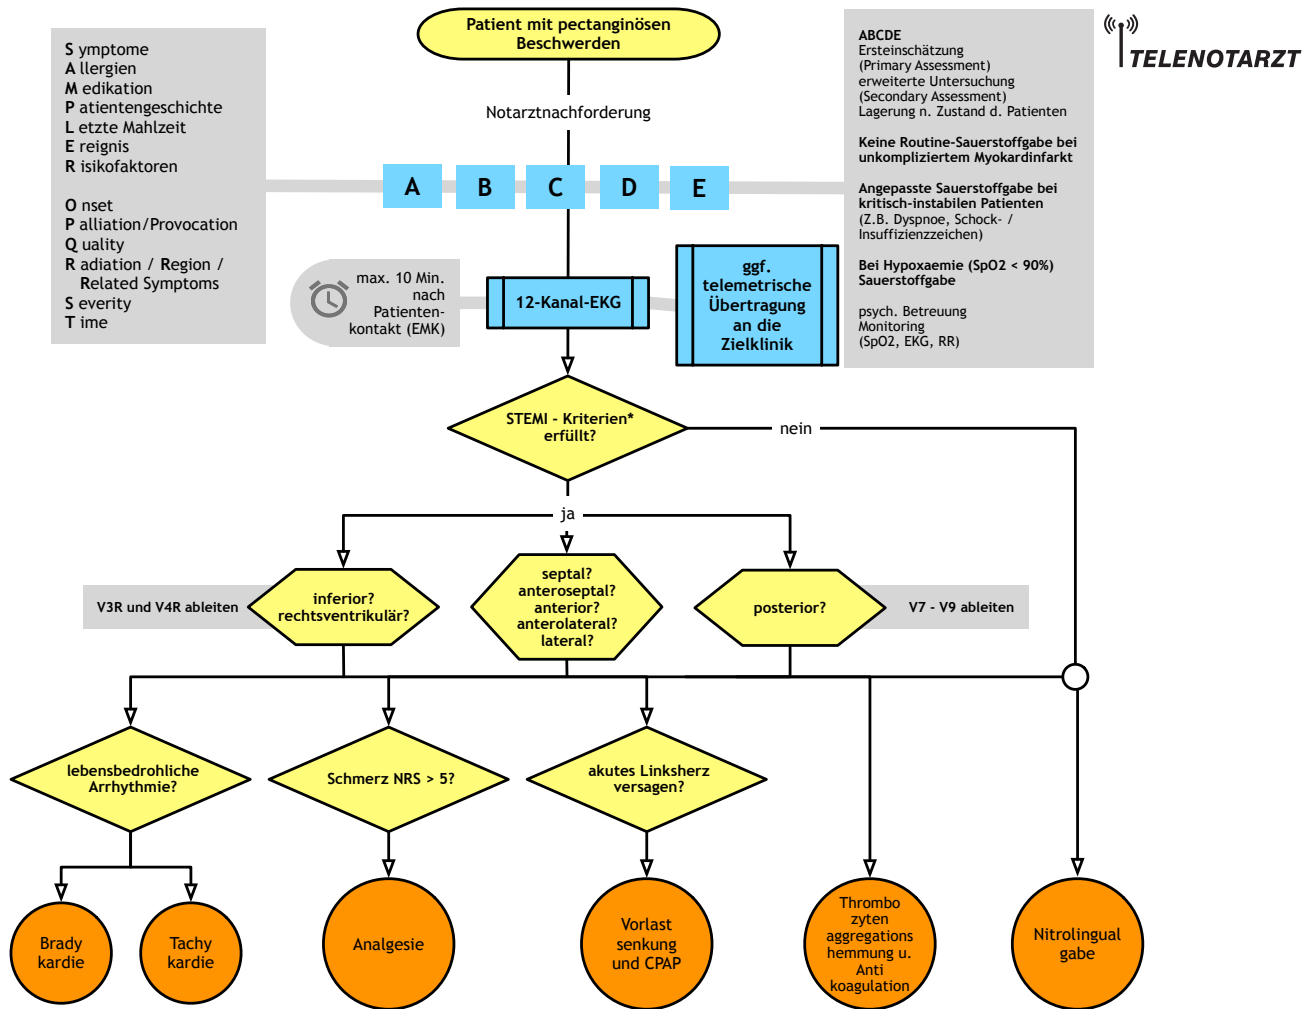 Patient mit pectanginösen
Beschwerden
TELENOTARZT
S ymptome
A llergien
M edikation
P atientengeschichte
L etzte Mahlzeit
E reignis
R isikofaktoren
O nset
P alliation/Provocation
Q uality
R adiation / Region /
Related Symptoms
S everity
T ime
Notarztnachforderung
A B C D E
ABCDE
Ersteinschätzung
(Primary Assessment)
erweiterte Untersuchung
(Secondary Assessment)
Lagerung n. Zustand d. Patienten
Keine Routine-Sauerstoffgabe bei
unkompliziertem Myokardinfarkt
Angepasste Sauerstoffgabe bei
kritisch-instabilen Patienten
(Z.B. Dyspnoe, Schock- /
Insuffizienzzeichen)
Bei Hypoxaemie (SpO2 < 90%)
Sauerstoffgabe
psych. Betreuung
Monitoring
(SpO2, EKG, RR)
max. 10 Min.
nach
Patienten-
kontakt (EMK)
12-Kanal-EKG
ggf.
telemetrische
Übertragung
an die
Zielklinik
STEMI - Kriterien*
erfüllt?
nein
ja
V3R und V4R ableiten
inferior?
rechtsventrikulär?
septal?
anteroseptal?
anterior?
anterolateral?
lateral?
posterior?
V7 - V9 ableiten
lebensbedrohliche
Arrhythmie?
Schmerz NRS > 5?
akutes Linksherz
versagen?
Brady
kardie
Tachy
kardie
Analgesie
Vorlast
senkung
und CPAP
Thrombo
zyten
aggregations
hemmung u.
Anti
koagulation
Nitrolingual
gabe